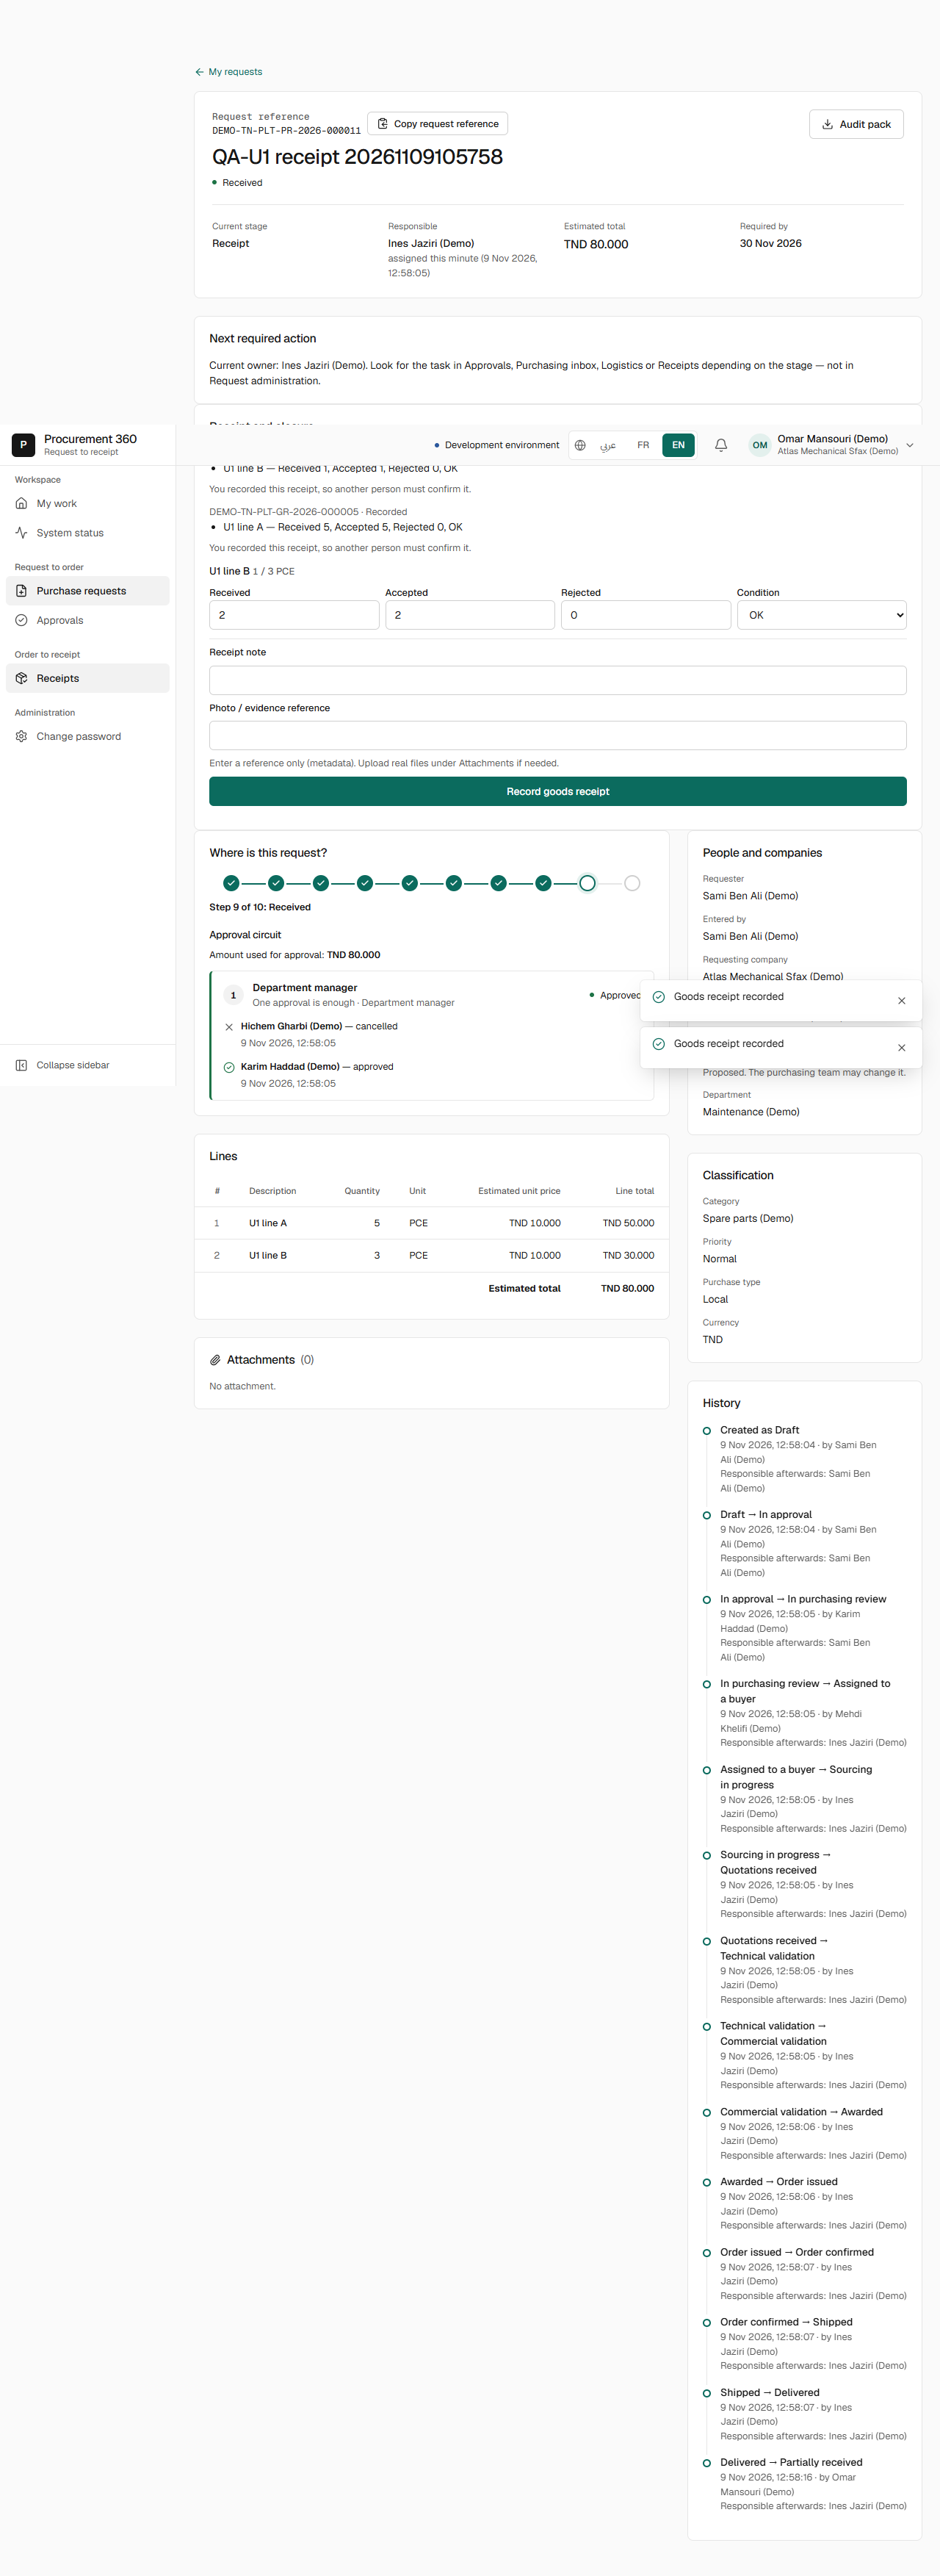 My requests
Request reference
DEMO-TN-PLT-PR-2026-000011
Copy request reference
Audit pack
QA-U1 receipt 20261109105758
Received
Current stage
Receipt
Responsible
Ines Jaziri (Demo)
assigned this minute (9 Nov 2026,
12:58:05)
Estimated total
TND 80.000
Required by
30 Nov 2026
Next required action
Current owner: Ines Jaziri (Demo). Look for the task in Approvals, Purchasing inbox, Logistics or Receipts depending on the stage — not in
Request administration.
P
Procurement 360
Request to receipt
Development environment
عربي
FR
EN
OM
Omar Mansouri (Demo)
Atlas Mechanical Sfax (Demo)
Workspace
My work
System status
Request to order
Purchase requests
Approvals
Order to receipt
Receipts
Administration
Change password
Collapse sidebar
U1 line B — Received 1, Accepted 1, Rejected 0, OK
You recorded this receipt, so another person must confirm it.
DEMO-TN-PLT-GR-2026-000005 · Recorded
U1 line A — Received 5, Accepted 5, Rejected 0, OK
You recorded this receipt, so another person must confirm it.
U1 line B 1 / 3 PCE
Received
Accepted
Rejected
Condition
2
2
0
OK
Receipt note
Photo / evidence reference
Enter a reference only (metadata). Upload real files under Attachments if needed.
Record goods receipt
Where is this request?
Step 9 of 10: Received
Approval circuit
Amount used for approval: TND 80.000
1
Department manager
One approval is enough · Department manager
Approved
Hichem Gharbi (Demo) — cancelled
9 Nov 2026, 12:58:05
Karim Haddad (Demo) — approved
9 Nov 2026, 12:58:05
Lines
# Description Quantity Unit Estimated unit price Line total
1 U1 line A 5 PCE TND 10.000 TND 50.000
2 U1 line B 3 PCE TND 10.000 TND 30.000
Estimated total TND 80.000
Attachments (0)
No attachment.
People and companies
Requester
Sami Ben Ali (Demo)
Entered by
Sami Ben Ali (Demo)
Requesting company
Atlas Mechanical Sfax (Demo)
Goods receipt recorded
Goods receipt recorded
Proposed. The purchasing team may change it.
Department
Maintenance (Demo)
Classification
Category
Spare parts (Demo)
Priority
Normal
Purchase type
Local
Currency
TND
History
Created as Draft
9 Nov 2026, 12:58:04 · by Sami Ben
Ali (Demo)
Responsible afterwards: Sami Ben
Ali (Demo)
Draft → In approval
9 Nov 2026, 12:58:04 · by Sami Ben
Ali (Demo)
Responsible afterwards: Sami Ben
Ali (Demo)
In approval → In purchasing review
9 Nov 2026, 12:58:05 · by Karim
Haddad (Demo)
Responsible afterwards: Sami Ben
Ali (Demo)
In purchasing review → Assigned to
a buyer
9 Nov 2026, 12:58:05 · by Mehdi
Khelifi (Demo)
Responsible afterwards: Ines Jaziri (Demo)
Assigned to a buyer → Sourcing
in progress
9 Nov 2026, 12:58:05 · by Ines
Jaziri (Demo)
Responsible afterwards: Ines Jaziri (Demo)
Sourcing in progress →
Quotations received
9 Nov 2026, 12:58:05 · by Ines
Jaziri (Demo)
Responsible afterwards: Ines Jaziri (Demo)
Quotations received →
Technical validation
9 Nov 2026, 12:58:05 · by Ines
Jaziri (Demo)
Responsible afterwards: Ines Jaziri (Demo)
Technical validation →
Commercial validation
9 Nov 2026, 12:58:05 · by Ines
Jaziri (Demo)
Responsible afterwards: Ines Jaziri (Demo)
Commercial validation → Awarded
9 Nov 2026, 12:58:06 · by Ines
Jaziri (Demo)
Responsible afterwards: Ines Jaziri (Demo)
Awarded → Order issued
9 Nov 2026, 12:58:06 · by Ines
Jaziri (Demo)
Responsible afterwards: Ines Jaziri (Demo)
Order issued → Order confirmed
9 Nov 2026, 12:58:07 · by Ines
Jaziri (Demo)
Responsible afterwards: Ines Jaziri (Demo)
Order confirmed → Shipped
9 Nov 2026, 12:58:07 · by Ines
Jaziri (Demo)
Responsible afterwards: Ines Jaziri (Demo)
Shipped → Delivered
9 Nov 2026, 12:58:07 · by Ines
Jaziri (Demo)
Responsible afterwards: Ines Jaziri (Demo)
Delivered → Partially received
9 Nov 2026, 12:58:16 · by Omar
Mansouri (Demo)
Responsible afterwards: Ines Jaziri (Demo)